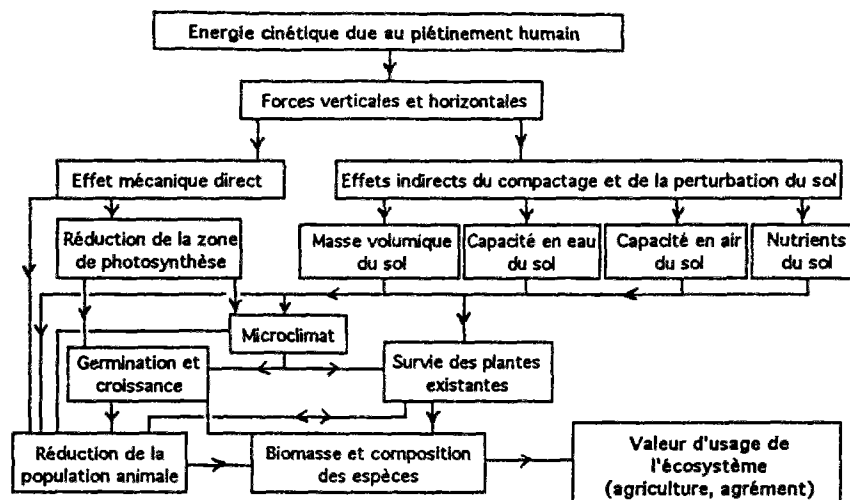 Energie cinétique due au piétinement humain
Forces verticales et horizontales
Effet mécanique direct
Effets indirects du compactage et de la perturbation du sol
Réduction de la zone
de photosynthèse
Masse volumique
du sol
Capacité en eau
du sol
Capacité en air
du sol
Nutrients
du sol
Microclimat
Germination et
croissance
Survie des plantes
existantes
Réduction de la
population animale
Biomasse et composition
des espèces
Valeur d'usage de
l'écosystème
(agriculture, agrément)